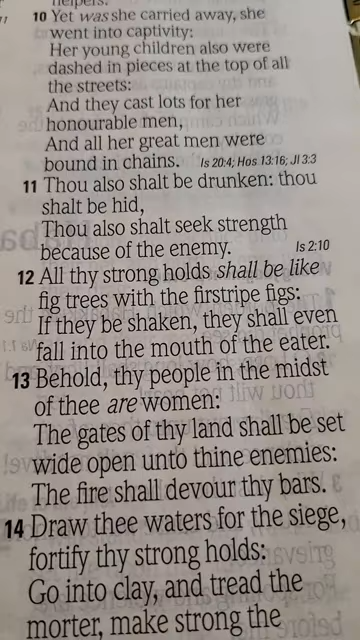 helpers.
10 Yet was she carried away, she
went into captivity:
Her young children also were
dashed in pieces at the top of all
the streets:
And they cast lots for her
honourable men,
And all her great men were
bound in chains. Is 20:4; Hos 13:16; Jl 3:3
11 Thou also shalt be drunken: thou
shalt be hid,
Thou also shalt seek strength
because of the enemy. Is 2:10
12 All thy strong holds shall be like
fig trees with the firstripe figs:
If they be shaken, they shall even
fall into the mouth of the eater.
13 Behold, thy people in the midst
of thee are women:
The gates of thy land shall be set
wide open unto thine enemies:
The fire shall devour thy bars.
14 Draw thee waters for the siege,
fortify thy strong holds:
Go into clay, and tread the
morter, make strong the